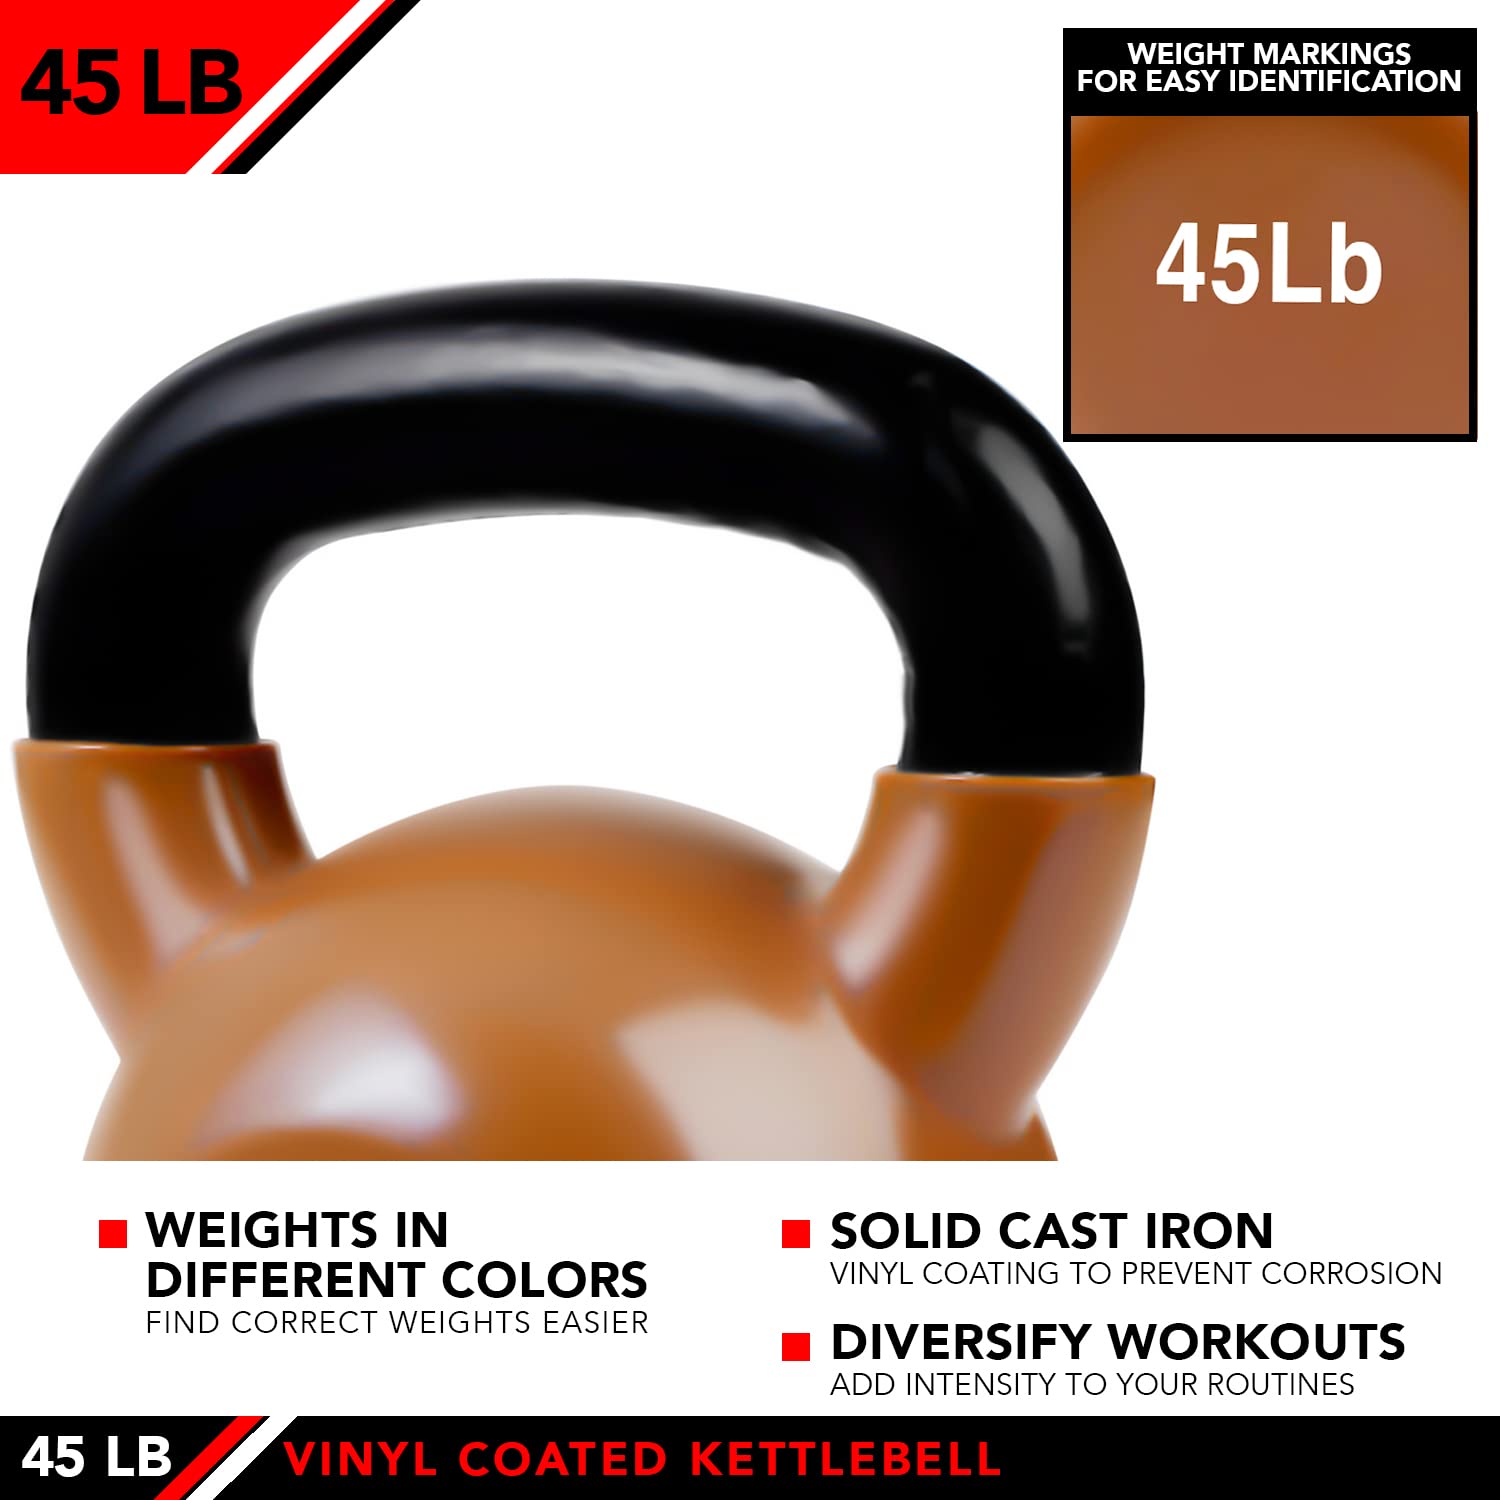 45 LB
WEIGHT MARKINGS
FOR EASY IDENTIFICATION
45Lb
WEIGHTS IN
DIFFERENT COLORS
FIND CORRECT WEIGHTS EASIER
SOLID CAST IRON
VINYL COATING TO PREVENT CORROSION
DIVERSIFY WORKOUTS
ADD INTENSITY TO YOUR ROUTINES
45 LB
VINYL COATED KETTLEBELL